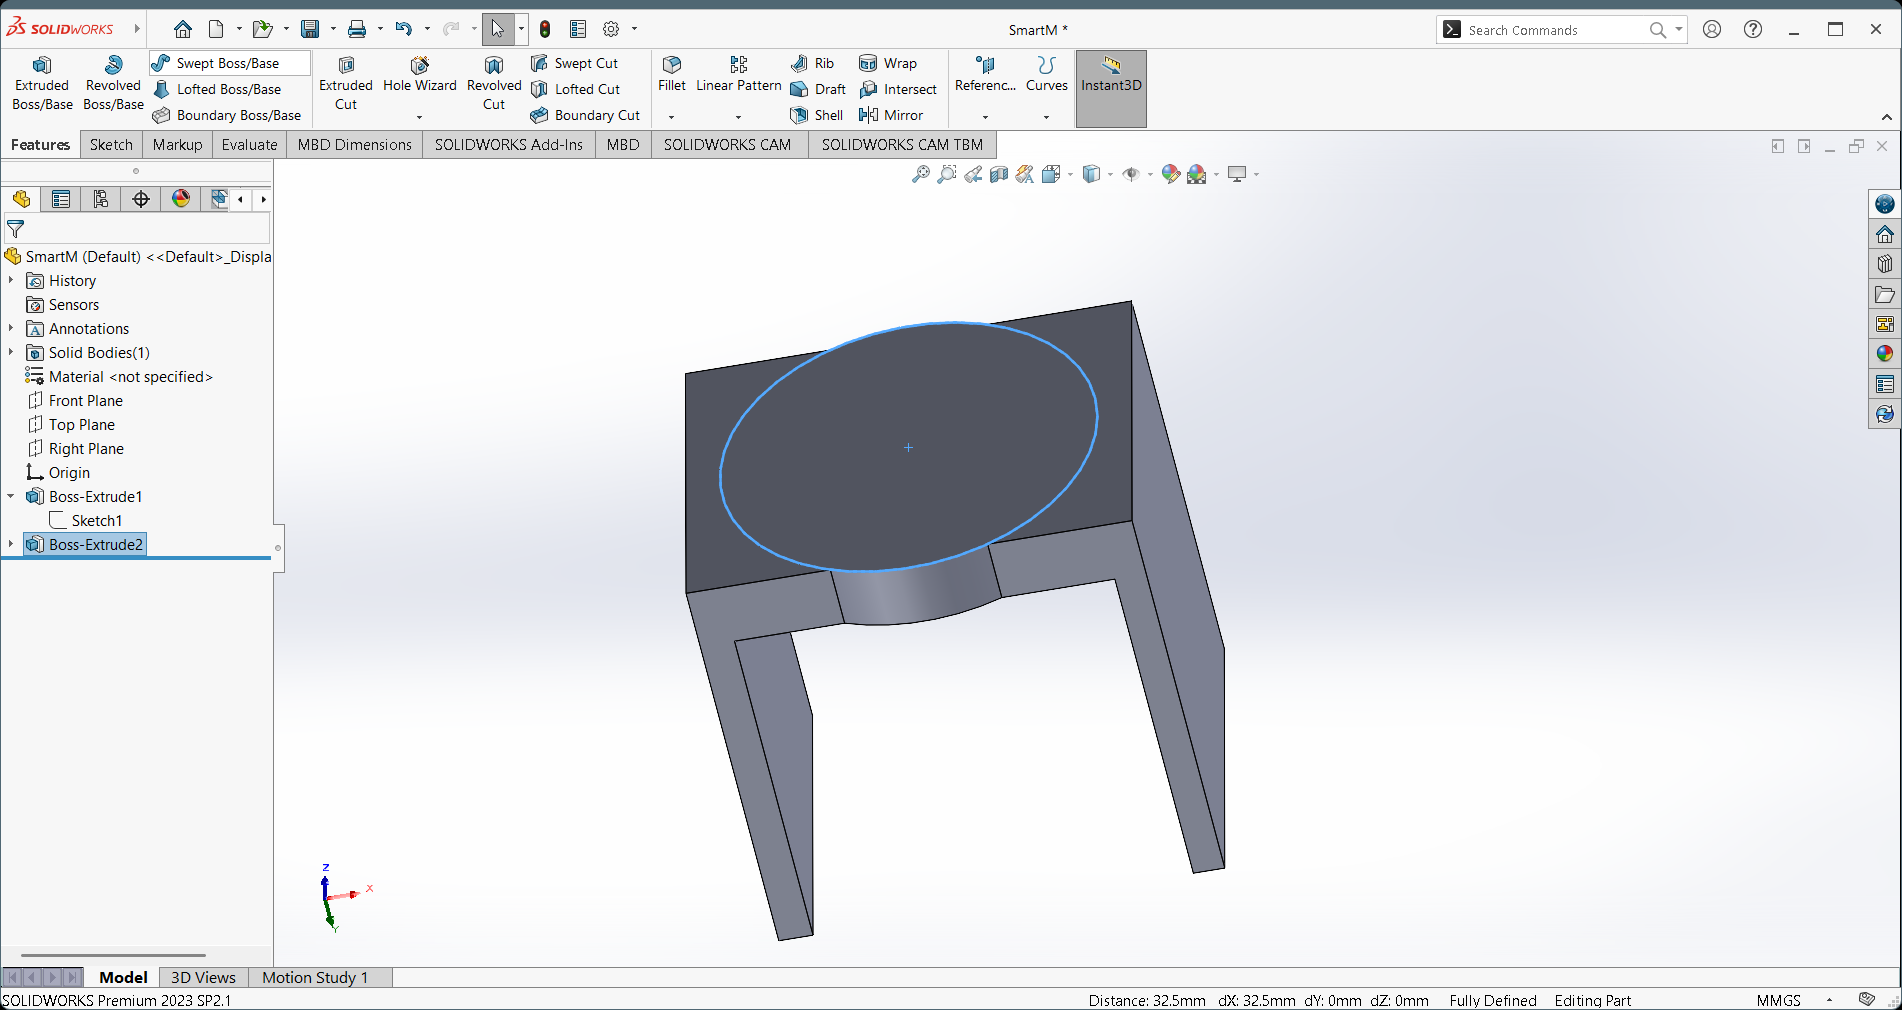 SOLIDWORKS
SmartM *
Search Commands
Extruded Boss/Base
Revolved Boss/Base
Swept Boss/Base
Lofted Boss/Base
Boundary Boss/Base
Extruded Cut
Hole Wizard
Revolved Cut
Swept Cut
Lofted Cut
Boundary Cut
Fillet
Linear Pattern
Rib
Draft
Shell
Wrap
Intersect
Mirror
Referenc...
Curves
Instant3D
Features
Sketch
Markup
Evaluate
MBD Dimensions
SOLIDWORKS Add-Ins
MBD
SOLIDWORKS CAM
SOLIDWORKS CAM TBM
SmartM (Default) <<Default>_Displa
History
Sensors
Annotations
Solid Bodies(1)
Material <not specified>
Front Plane
Top Plane
Right Plane
Origin
Boss-Extrude1
Sketch1
Boss-Extrude2
Z
X
Y
Model
3D Views
Motion Study 1
SOLIDWORKS Premium 2023 SP2.1
Distance: 32.5mm dX: 32.5mm dY: 0mm dZ: 0mm
Fully Defined
Editing Part
MMGS